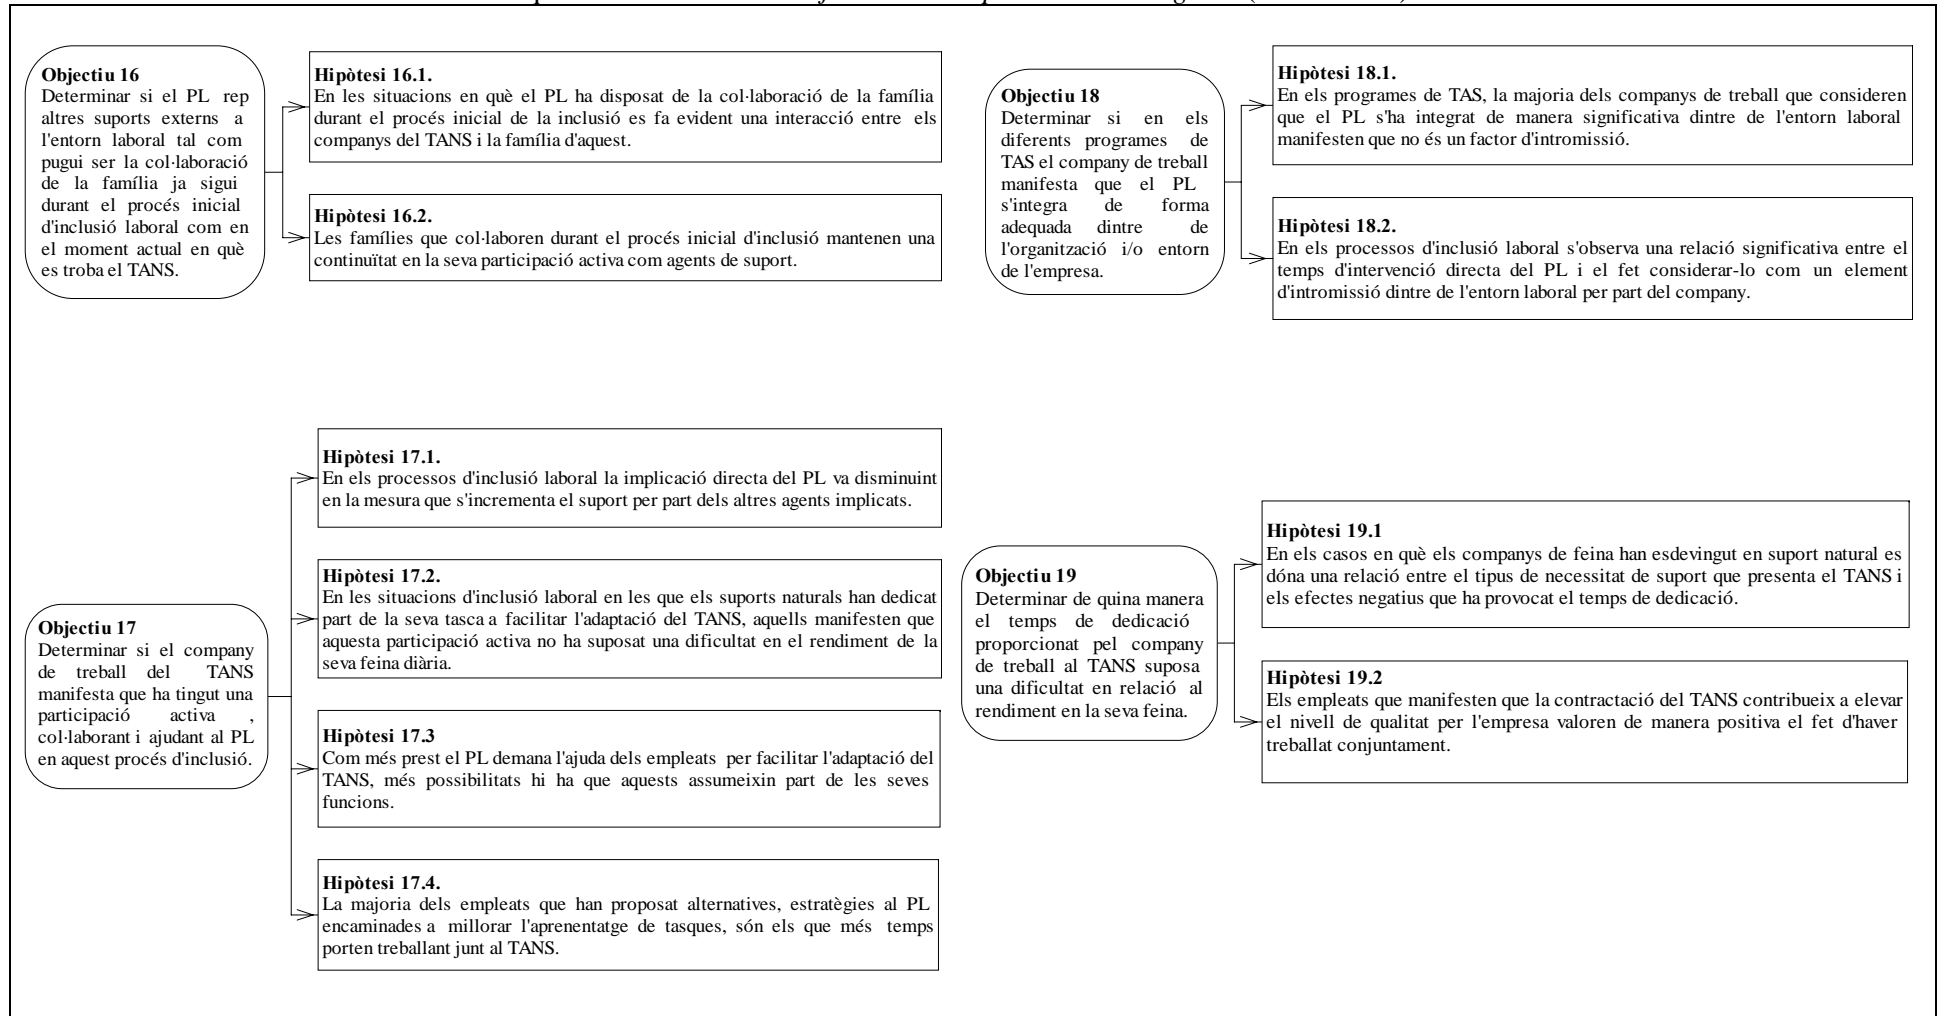 Objectiu 16
Determinar si el PL rep
altres suports externs a
l'entorn laboral tal com
pugui ser la col·laboració
de la família ja sigui
durant el procés inicial
d'inclusió laboral com en
el moment actual en què
es troba el TANS.
Hipòtesi 16.1.
En les situacions en què el PL ha disposat de la col·laboració de la família
durant el procés inicial de la inclusió es fa evident una interacció entre els
companys del TANS i la família d'aquest.
Hipòtesi 16.2.
Les famílies que col·laboren durant el procés inicial d'inclusió mantenen una
continuïtat en la seva participació activa com agents de suport.
Objectiu 18
Determinar si en els
diferents programes de
TAS el company de treball
manifesta que el PL
s'integra de forma
adequada dintre de
l'organització i/o entorn
de l'empresa.
Hipòtesi 18.1.
En els programes de TAS, la majoria dels companys de treball que consideren
que el PL s'ha integrat de manera significativa dintre de l'entorn laboral
manifesten que no és un factor d'intromissió.
Hipòtesi 18.2.
En els processos d'inclusió laboral s'observa una relació significativa entre el
temps d'intervenció directa del PL i el fet considerar-lo com un element
d'intromissió dintre de l'entorn laboral per part del company.
Objectiu 17
Determinar si el company
de treball del TANS
manifesta que ha tingut una
participació activa ,
col·laborant i ajudant al PL
en aquest procés d'inclusió.
Hipòtesi 17.1.
En els processos d'inclusió laboral la implicació directa del PL va disminuint
en la mesura que s'incrementa el suport per part dels altres agents implicats.
Hipòtesi 17.2.
En les situacions d'inclusió laboral en les que els suports naturals han dedicat
part de la seva tasca a facilitar l'adaptació del TANS, aquells manifesten que
aquesta participació activa no ha suposat una dificultat en el rendiment de la
seva feina diària.
Hipòtesi 17.3
Com més prest el PL demana l'ajuda dels empleats per facilitar l'adaptació del
TANS, més possibilitats hi ha que aquests assumeixin part de les seves
funcions.
Hipòtesi 17.4.
La majoria dels empleats que han proposat alternatives, estratègies al PL
encaminades a millorar l'aprenentatge de tasques, són els que més temps
porten treballant junt al TANS.
Objectiu 19
Determinar de quina manera
el temps de dedicació
proporcionat pel company
de treball al TANS suposa
una dificultat en relació al
rendiment en la seva feina.
Hipòtesi 19.1
En els casos en què els companys de feina han esdevingut en suport natural es
dóna una relació entre el tipus de necessitat de suport que presenta el TANS i
els efectes negatius que ha provocat el temps de dedicació.
Hipòtesi 19.2
Els empleats que manifesten que la contractació del TANS contribueix a elevar
el nivell de qualitat per l'empresa valoren de manera positiva el fet d'haver
treballat conjuntament.